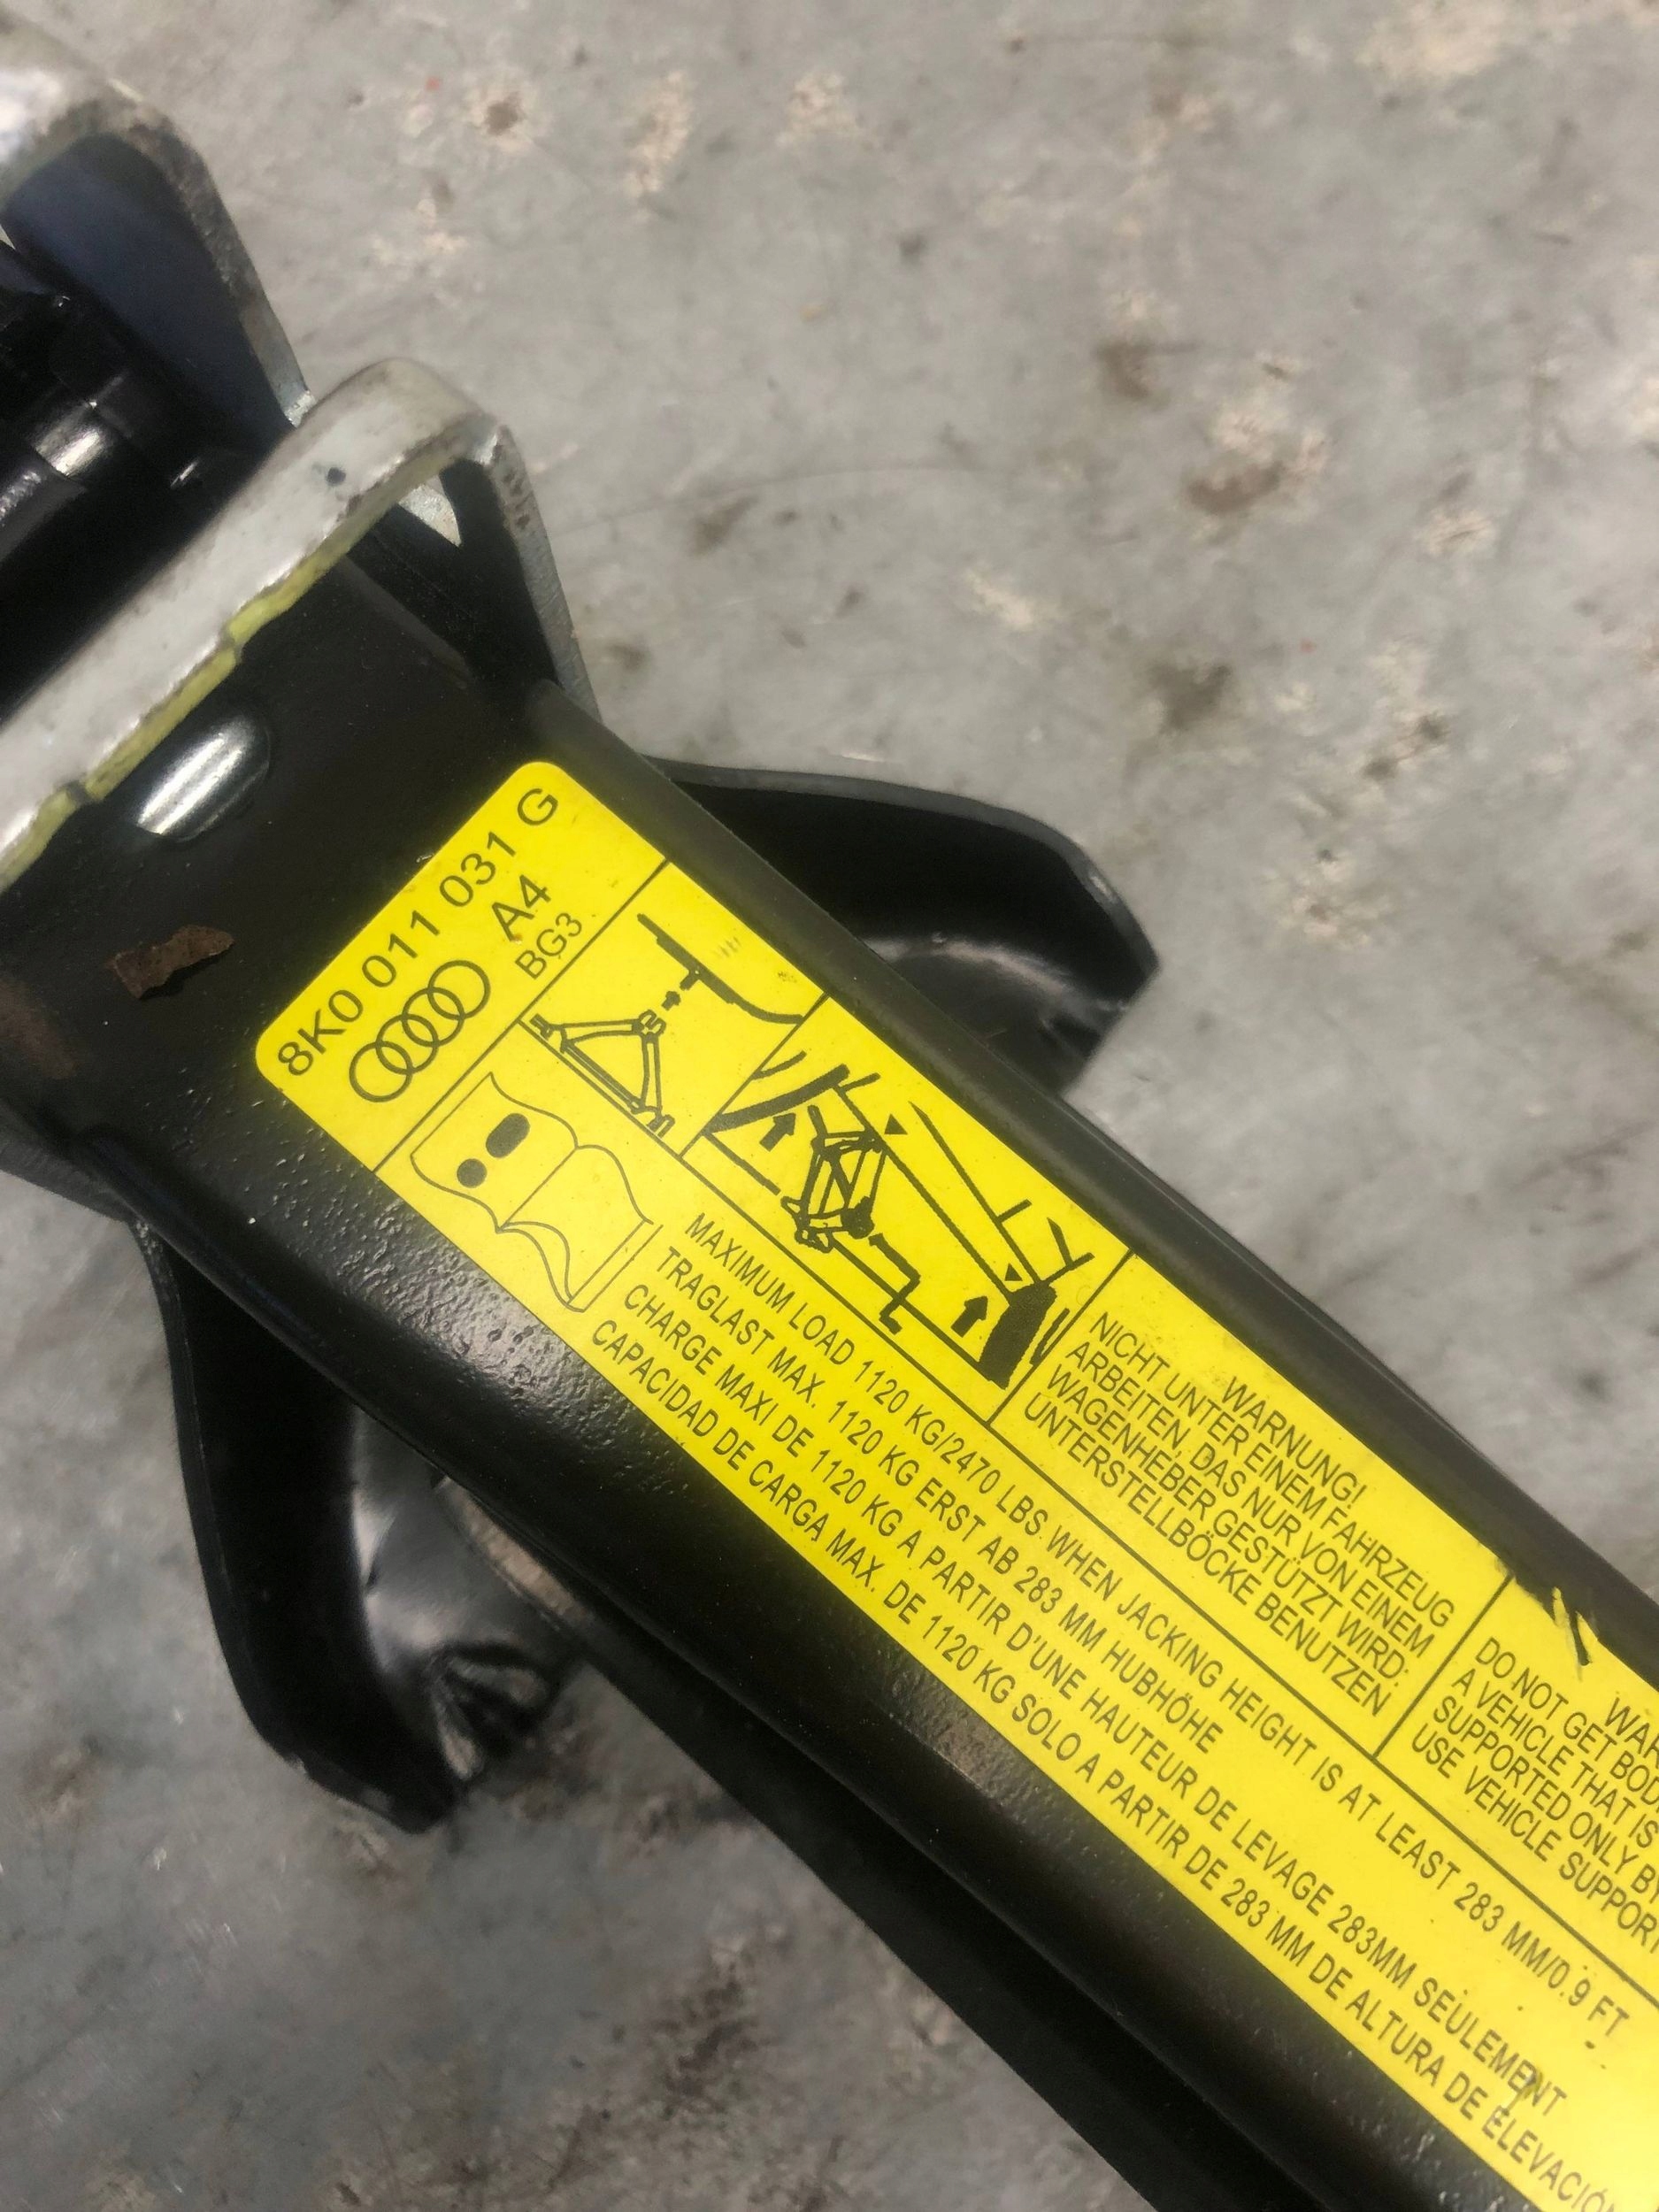 8K0 011 031 G
A4
BG3
WARNUNG!
NICHT UNTER EINEM FAHRZEUG
ARBEITEN, DAS NUR VON EINEM
WAGENHEBER GESTÜTZT WIRD:
UNTERSTELLBÖCKE BENUTZEN
DO NOT GET
A VEHICLE THAT IS
SUPPORTED ONLY BY
USE VEHICLE
MAXIMUM LOAD 1120 KG/2470 LBS WHEN JACKING HEIGHT IS AT LEAST 283 MM/0.9 FT
TRAGLAST MAX. 1120 KG ERST AB 283 MM HUBHÖHE
CHARGE MAXI DE 1120 KG A PARTIR D'UNE HAUTEUR DE LEVAGE 283MM SEULEMENT
CAPACIDAD DE CARGA MAX. DE 1120 KG SOLO A PARTIR DE 283 MM DE ALTURA DE